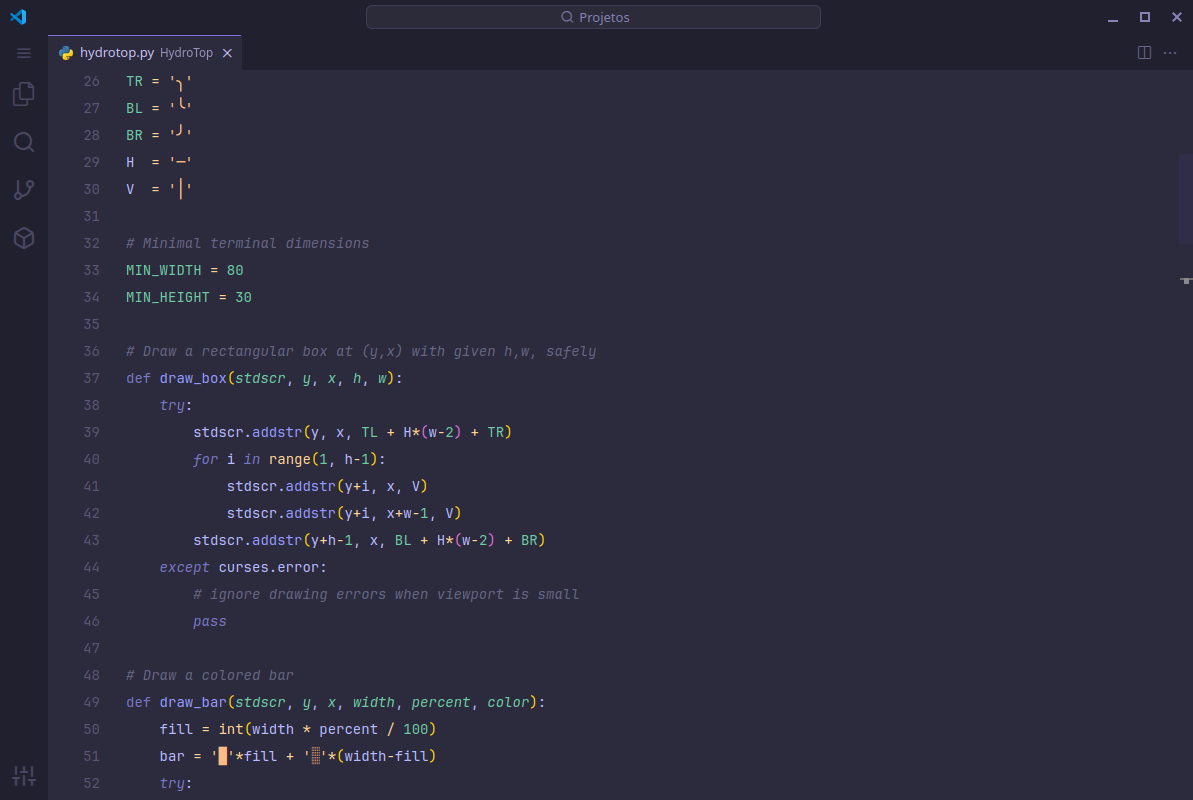 Projetos
hydrotop.py HydroTop
26 TR = '╮'
27 BL = '╰'
28 BR = '╯'
29 H  = '─'
30 V  = '│'
31
32 # Minimal terminal dimensions
33 MIN_WIDTH = 80
34 MIN_HEIGHT = 30
35
36 # Draw a rectangular box at (y,x) with given h,w, safely
37 def draw_box(stdscr, y, x, h, w):
38     try:
39         stdscr.addstr(y, x, TL + H*(w-2) + TR)
40         for i in range(1, h-1):
41             stdscr.addstr(y+i, x, V)
42             stdscr.addstr(y+i, x+w-1, V)
43         stdscr.addstr(y+h-1, x, BL + H*(w-2) + BR)
44     except curses.error:
45         # ignore drawing errors when viewport is small
46         pass
47
48 # Draw a colored bar
49 def draw_bar(stdscr, y, x, width, percent, color):
50     fill = int(width * percent / 100)
51     bar = '█'*fill + '░'*(width-fill)
52     try: